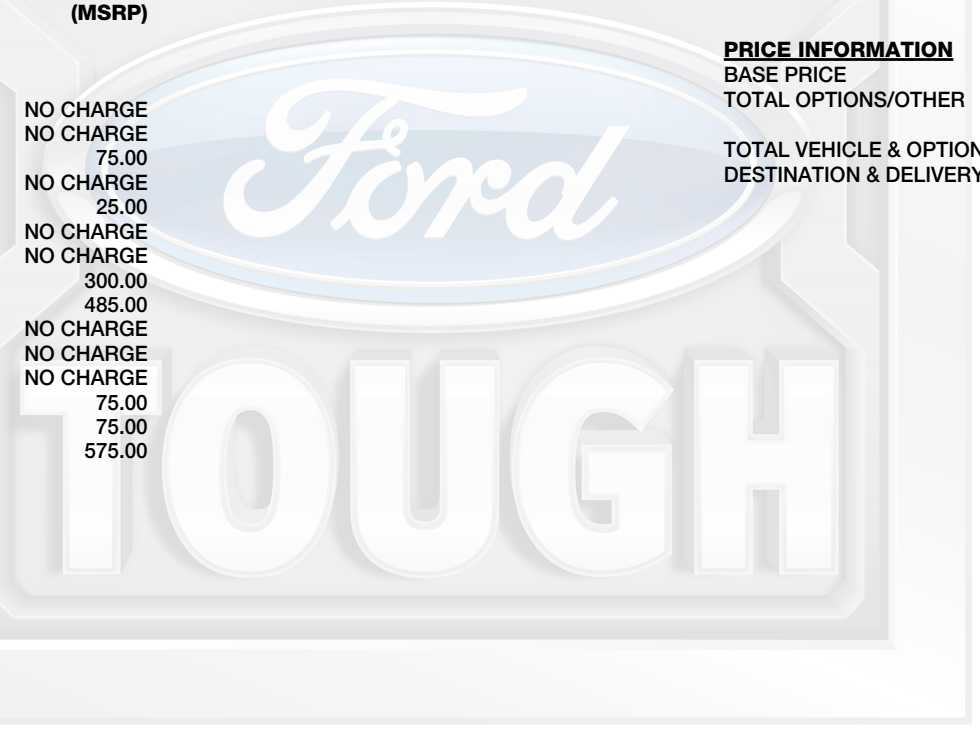 (MSRP)
NO CHARGE
NO CHARGE
75.00
NO CHARGE
25.00
NO CHARGE
NO CHARGE
300.00
485.00
NO CHARGE
NO CHARGE
NO CHARGE
75.00
75.00
575.00
PRICE INFORMATION
BASE PRICE
TOTAL OPTIONS/OTHER
TOTAL VEHICLE & OPTION
DESTINATION & DELIVERY
Ford
TOUGH